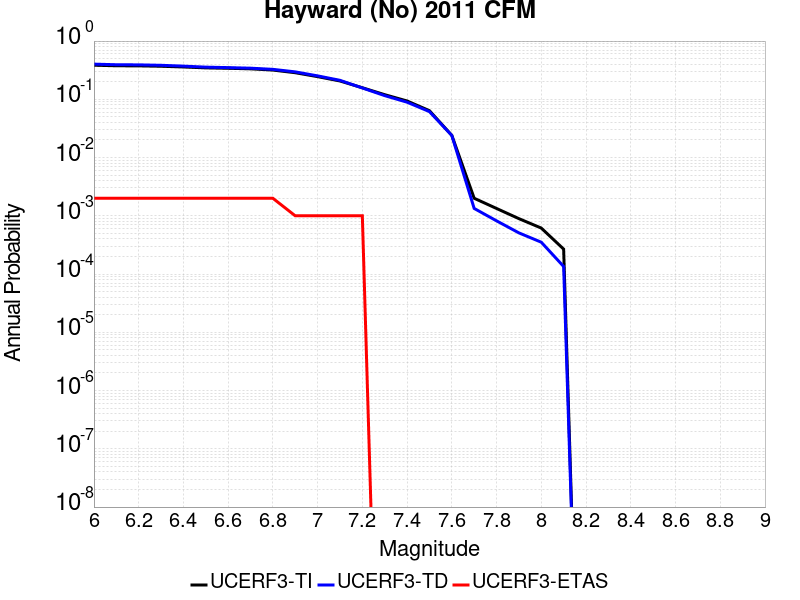 Hayward (No) 2011 CFM
Annual Probability
10^0
10^-1
10^-2
10^-3
10^-4
10^-5
10^-6
10^-7
10^-8
6 6.2 6.4 6.6 6.8 7 7.2 7.4 7.6 7.8 8 8.2 8.4 8.6 8.8 9
Magnitude
UCERF3-TI UCERF3-TD UCERF3-ETAS